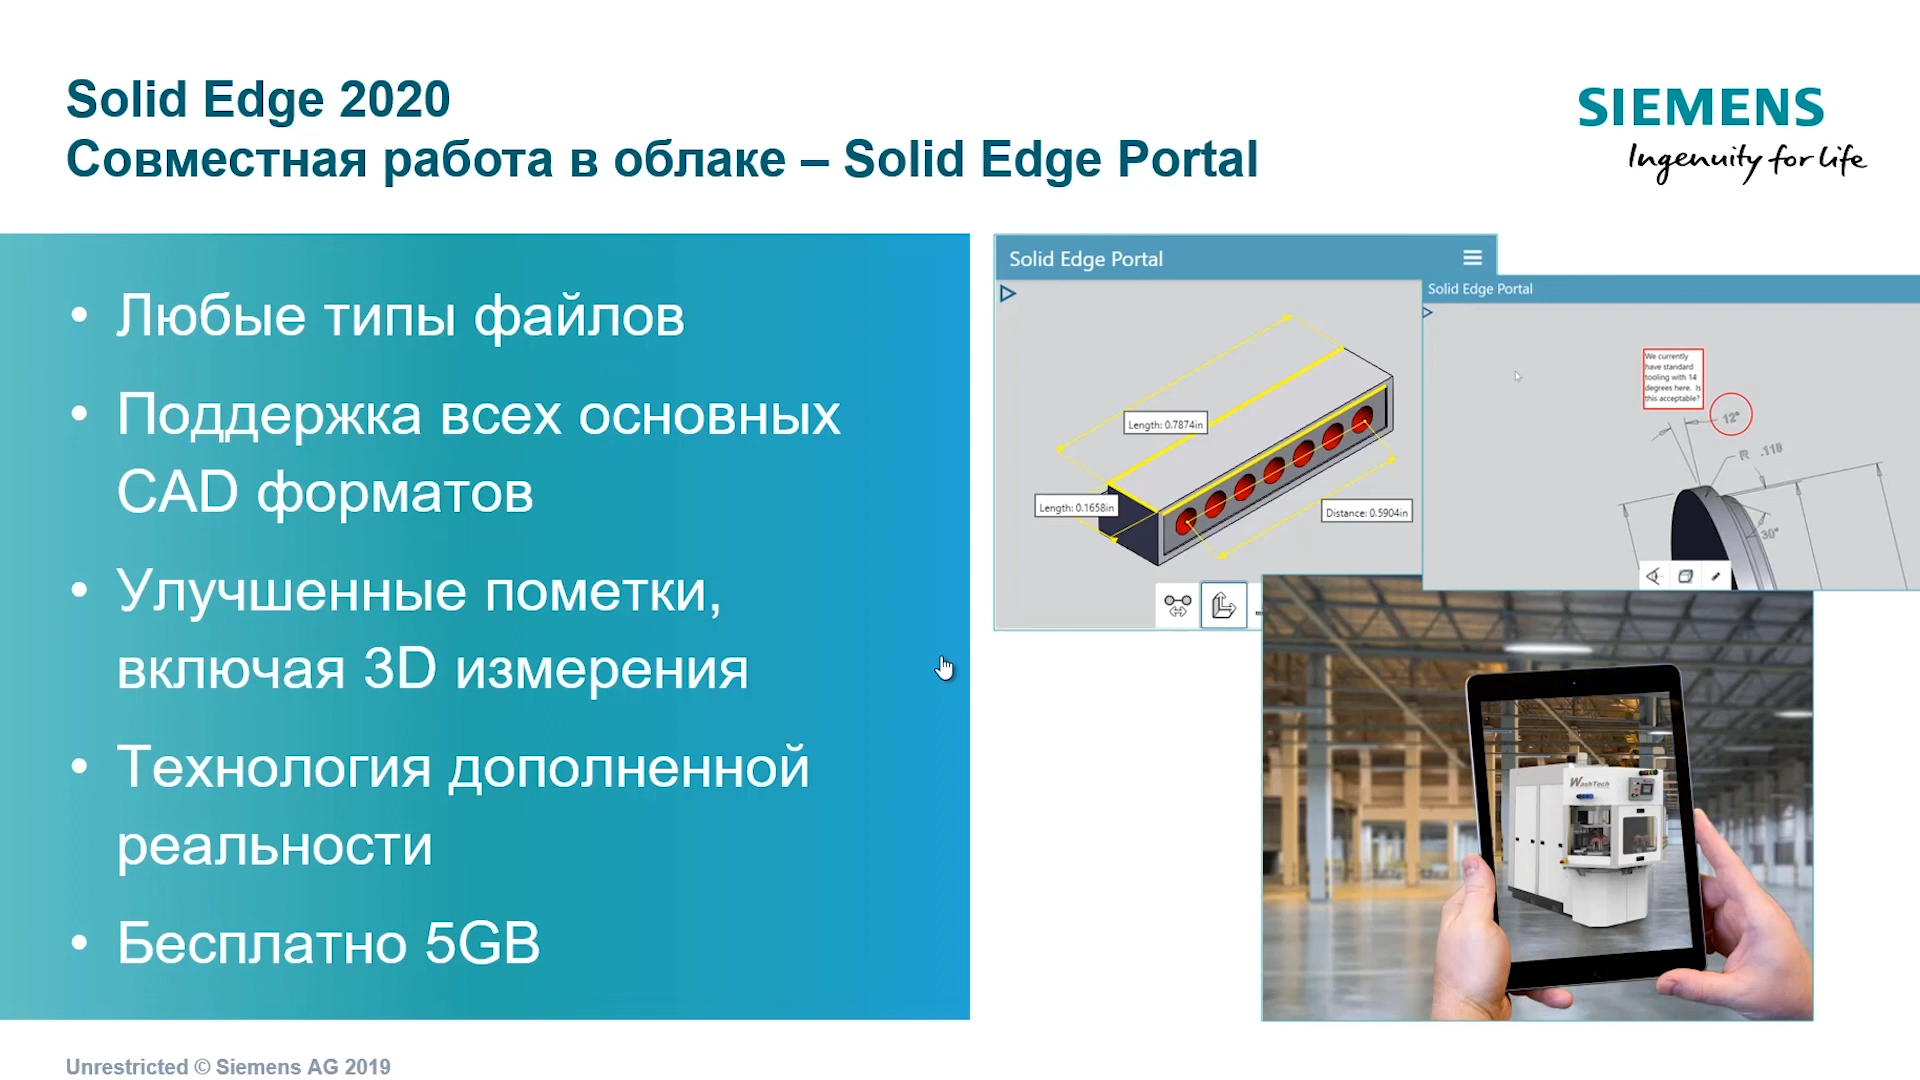 Solid Edge 2020
Совместная работа в облаке – Solid Edge Portal
SIEMENS
Ingenuity for life
• Любые типы файлов
• Поддержка всех основных
CAD форматов
• Улучшенные пометки,
включая 3D измерения
• Технология дополненной
реальности
• Бесплатно 5GB
Solid Edge Portal
Length: 0.7874in
Length: 0.1658in
Distance: 0.5904in
Solid Edge Portal
We currently
have standard
tooling with 14
degrees here. Is
this acceptable?
12°
R .118
30°
WashTech
Unrestricted © Siemens AG 2019